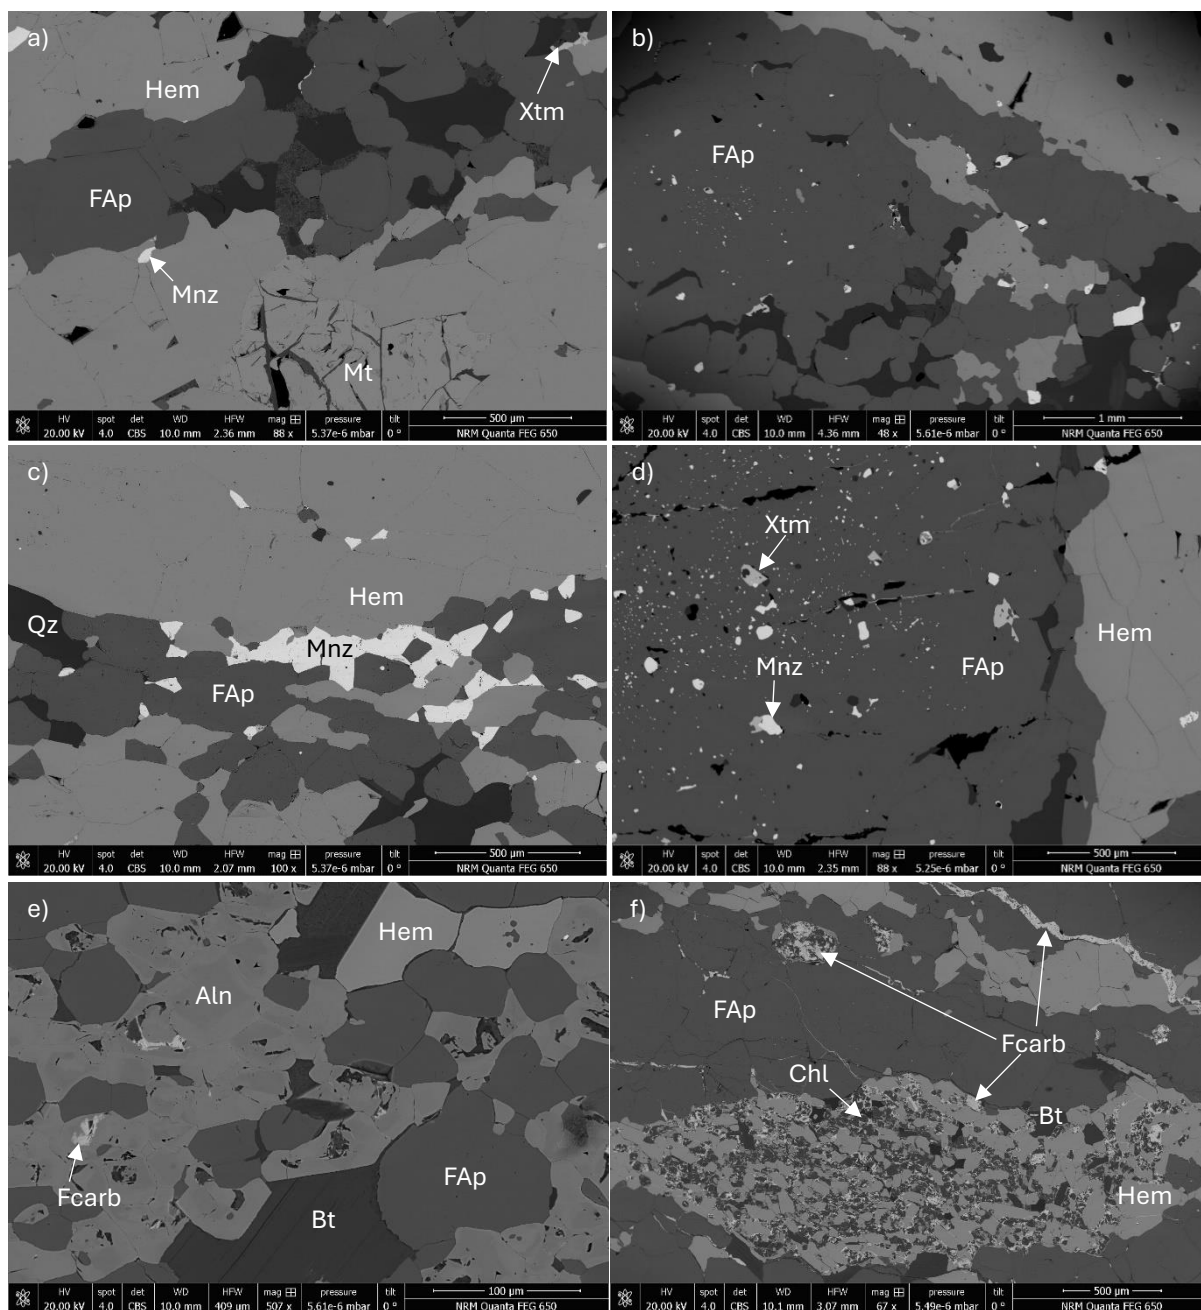 a)
Hem
Xtm
FAp
Mnz
Mt
HV spot det WD HFW mag pressure tilt 500 µm
20.00 kV 4.0 CBS 10.0 mm 2.36 mm 88 x 5.37e-6 mbar 0 ° NRM Quanta FEG 650
b)
FAp
HV spot det WD HFW mag pressure tilt 1 mm
20.00 kV 4.0 CBS 10.0 mm 4.36 mm 48 x 5.61e-6 mbar 0 ° NRM Quanta FEG 650
c)
Hem
Qz
Mnz
FAp
HV spot det WD HFW mag pressure tilt 500 µm
20.00 kV 4.0 CBS 10.0 mm 2.07 mm 100 x 5.37e-6 mbar 0 ° NRM Quanta FEG 650
d)
Xtm
Hem
Mnz
FAp
HV spot det WD HFW mag pressure tilt 500 µm
20.00 kV 4.0 CBS 10.0 mm 2.35 mm 88 x 5.25e-6 mbar 0 ° NRM Quanta FEG 650
e)
Hem
Aln
Fcarb
FAp
Bt
HV spot det WD HFW mag pressure tilt 100 µm
20.00 kV 4.0 CBS 10.0 mm 409 µm 507 x 5.61e-6 mbar 0 ° NRM Quanta FEG 650
f)
FAp
Fcarb
Chl
Bt
Hem
HV spot det WD HFW mag pressure tilt 500 µm
20.00 kV 4.0 CBS 10.1 mm 3.07 mm 67 x 5.49e-6 mbar 0 ° NRM Quanta FEG 650